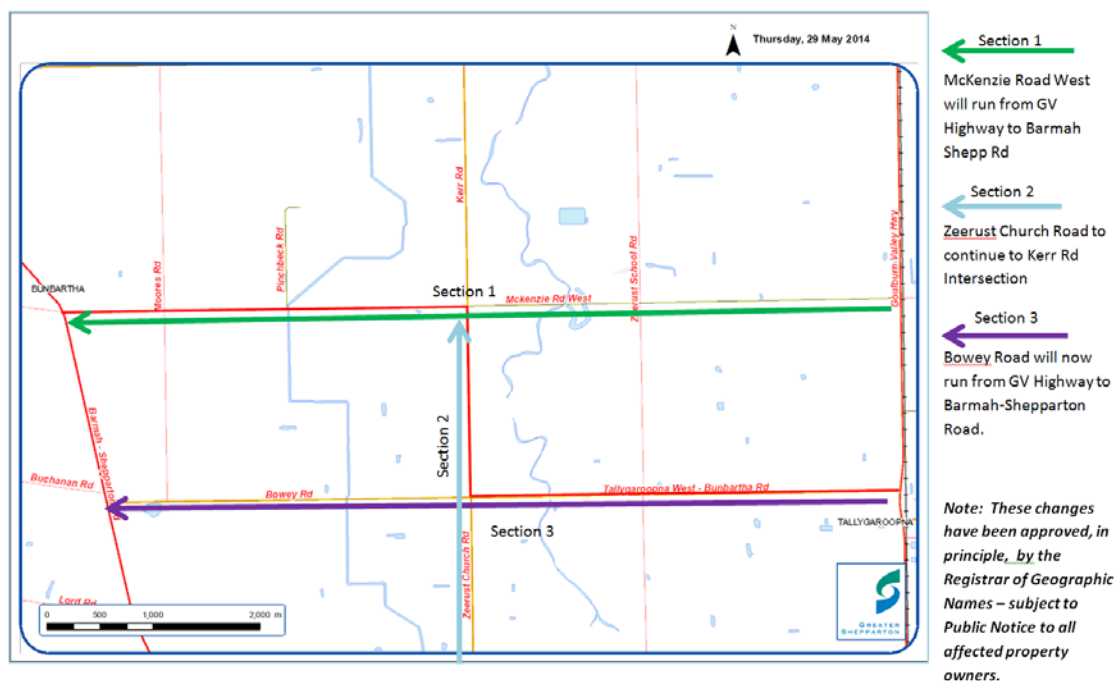 N
Thursday, 29 May 2014
Kerr Rd
Moores Rd
Pinchbeck Rd
Zeerust School Rd
Goulburn Valley Hwy
BUNBARTHA
Section 1
Mckenzie Rd West
Section 2
Barmah - Shepparton Rd
Buchanan Rd
Bowey Rd
Tallygaroopna West - Bunbartha Rd
Section 3
TALLYGAROOPNA
Zeerust Church Rd
Lord Rd
0 500 1,000 2,000 m
GREATER
SHEPPARTON
Section 1
McKenzie Road West
will run from GV
Highway to Barmah
Shepp Rd
Section 2
Zeerust Church Road to
continue to Kerr Rd
Intersection
Section 3
Bowey Road will now
run from GV Highway to
Barmah-Shepparton
Road.
Note: These changes
have been approved, in
principle, by the
Registrar of Geographic
Names – subject to
Public Notice to all
affected property
owners.